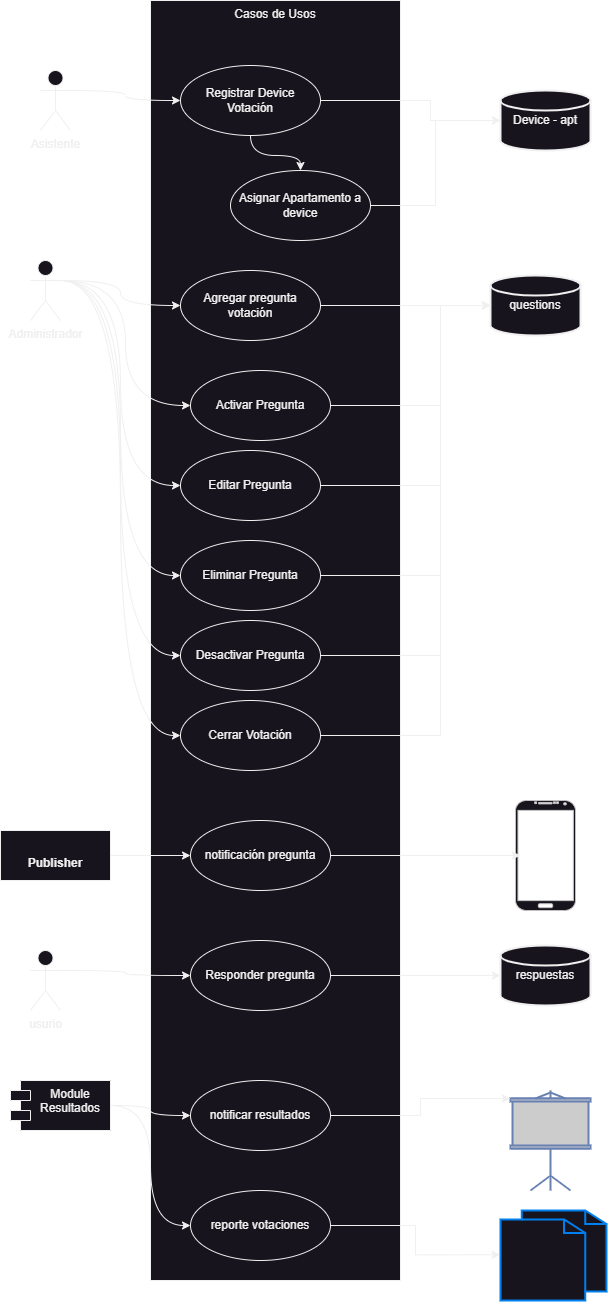 Casos de Usos
Registrar Device
Votación
Device - apt
Asistente
Asignar Apartamento a
device
Agregar pregunta
votación
questions
Administrador
Activar Pregunta
Editar Pregunta
Eliminar Pregunta
Desactivar Pregunta
Cerrar Votación
Publisher
notificación pregunta
Responder pregunta
respuestas
usurio
Module
Resultados
notificar resultados
reporte votaciones